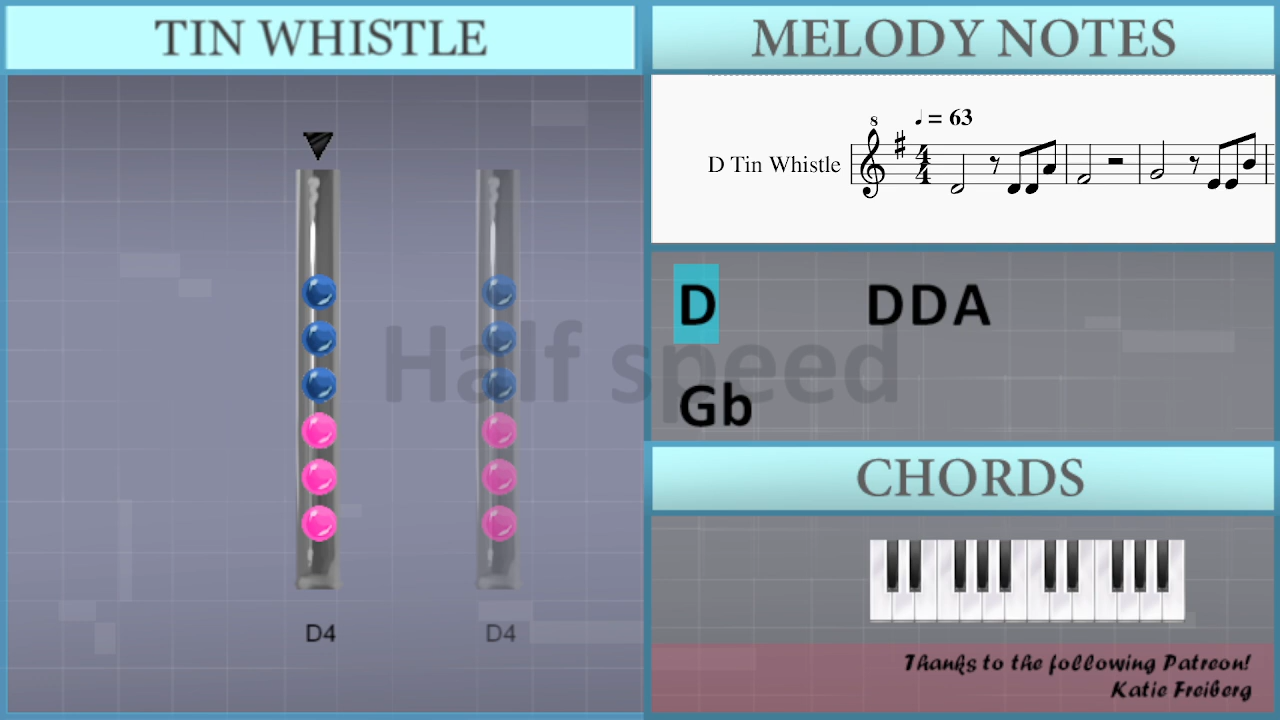 TIN WHISTLE
D4 D4
Half speed
MELODY NOTES
8
♩ = 63
D Tin Whistle
4
4
D DDA
Gb
CHORDS
Thanks to the following Patreon!
Katie Freiberg